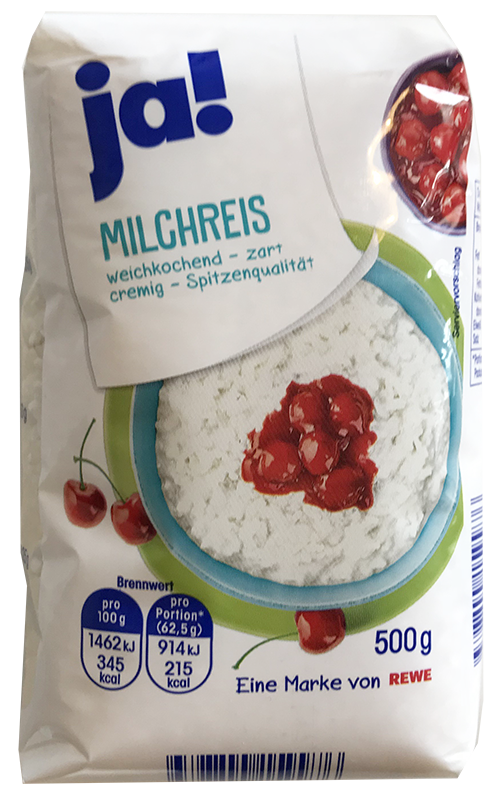 ja!
MILCHREIS
weichkochend – zart
cremig – Spitzenqualität
Serviervorschlag
Brennwert
pro
100 g
1462 kJ
345
kcal
pro
Portion*
(62,5 g)
914 kJ
215
kcal
500 g
Eine Marke von REWE